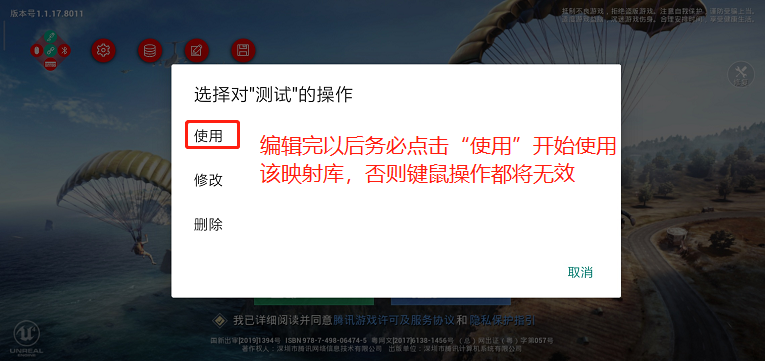 版本号1.1.17.8011
抵制不良游戏，拒绝盗版游戏。注意自我保护，谨防受骗上当。
适度游戏益脑，沉迷游戏伤身。合理安排时间，享受健康生活。
选择对"测试"的操作
使用
编辑完以后务必点击“使用”开始使用
该映射库，否则键鼠操作都将无效
修改
删除
取消
我已详细阅读并同意腾讯游戏许可及服务协议和隐私保护指引
国新出审[2019]1394号 ISBN 978-7-498-06474-5 粤网文[2017]6138-1456号 （总）网出证（粤）字第057号
著作权人：深圳市腾讯网络信息技术有限公司 出版单位：深圳市腾讯计算机系统有限公司
UNREAL